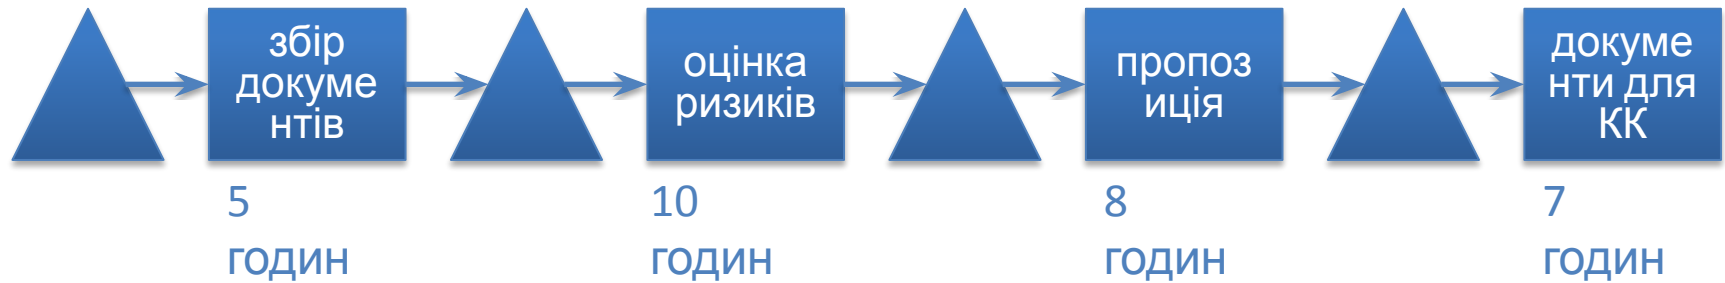 збір
докуме
нтів
оцінка
ризиків
пропоз
иція
докуме
нти для
КК
5
годин
10
годин
8
годин
7
годин